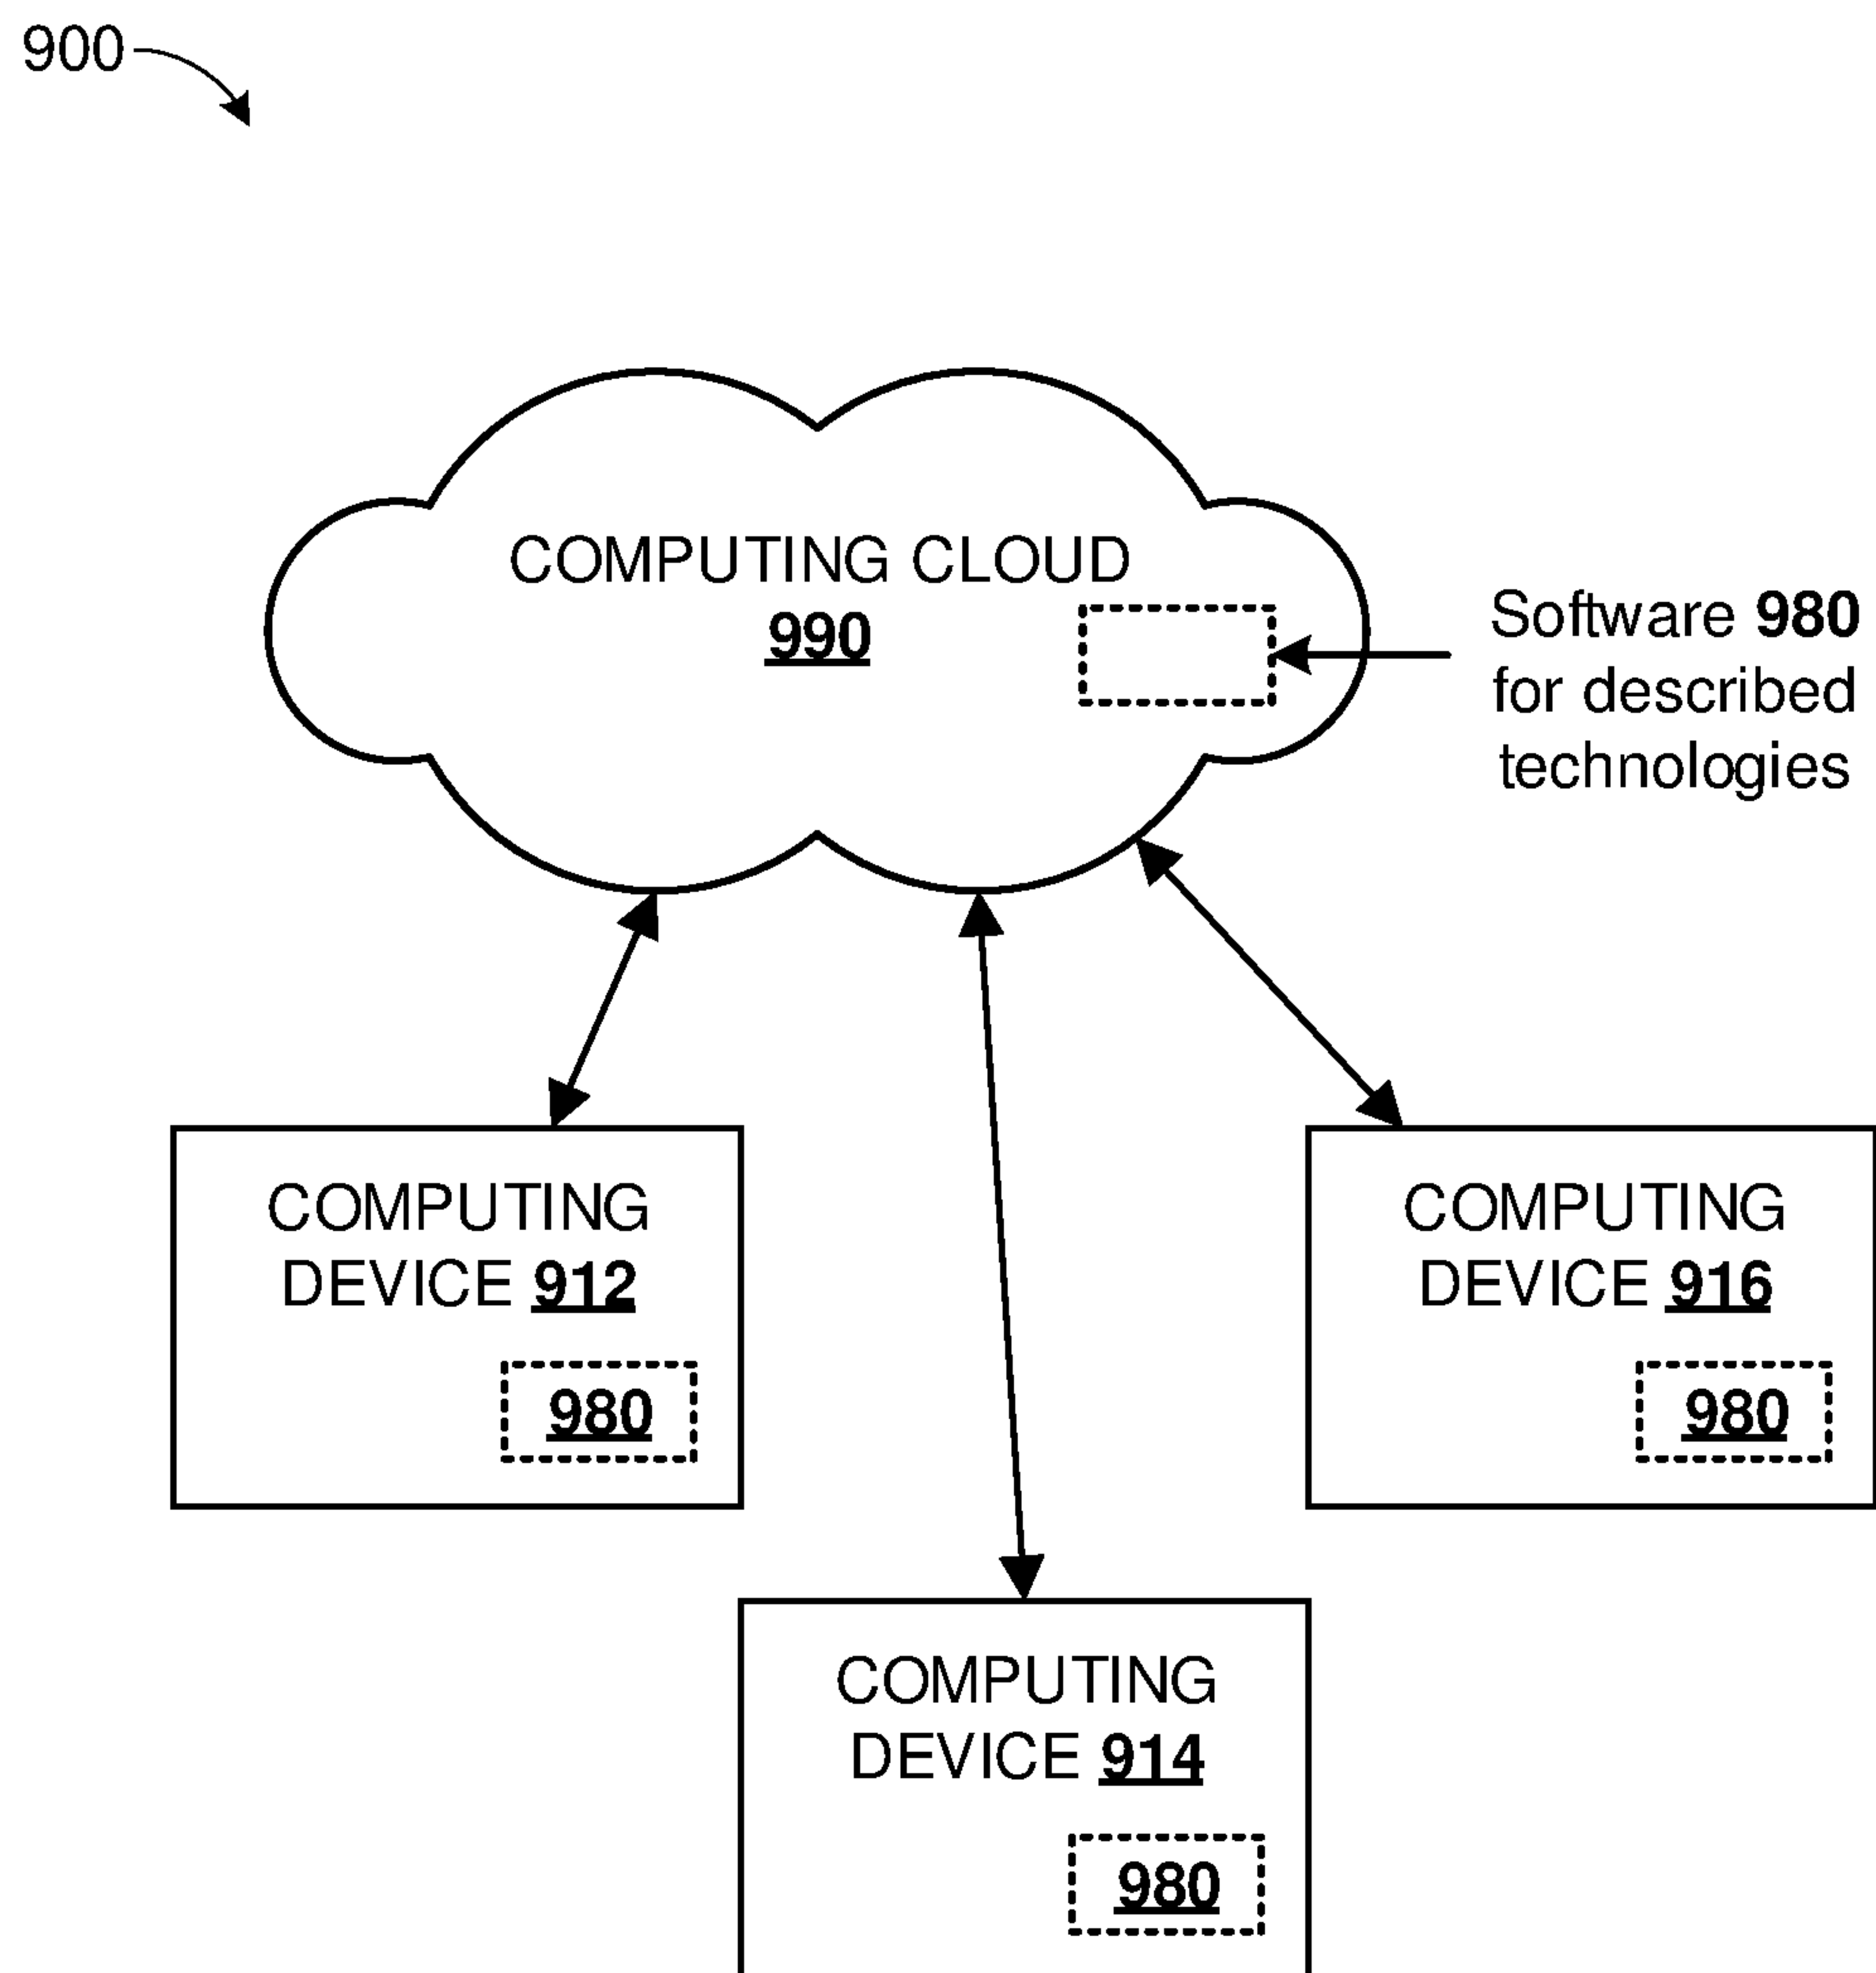 900
COMPUTING CLOUD
990
Software 980
for described
technologies
COMPUTING
DEVICE 912
980
COMPUTING
DEVICE 916
980
COMPUTING
DEVICE 914
980